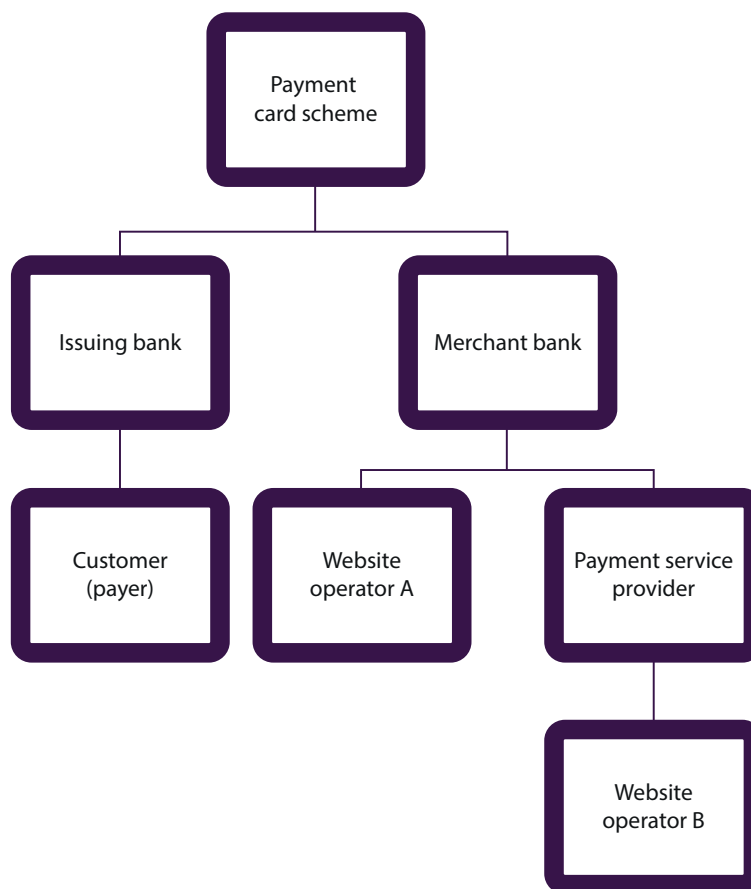 Payment
card scheme
Issuing bank
Merchant bank
Customer
(payer)
Website
operator A
Payment service
provider
Website
operator B